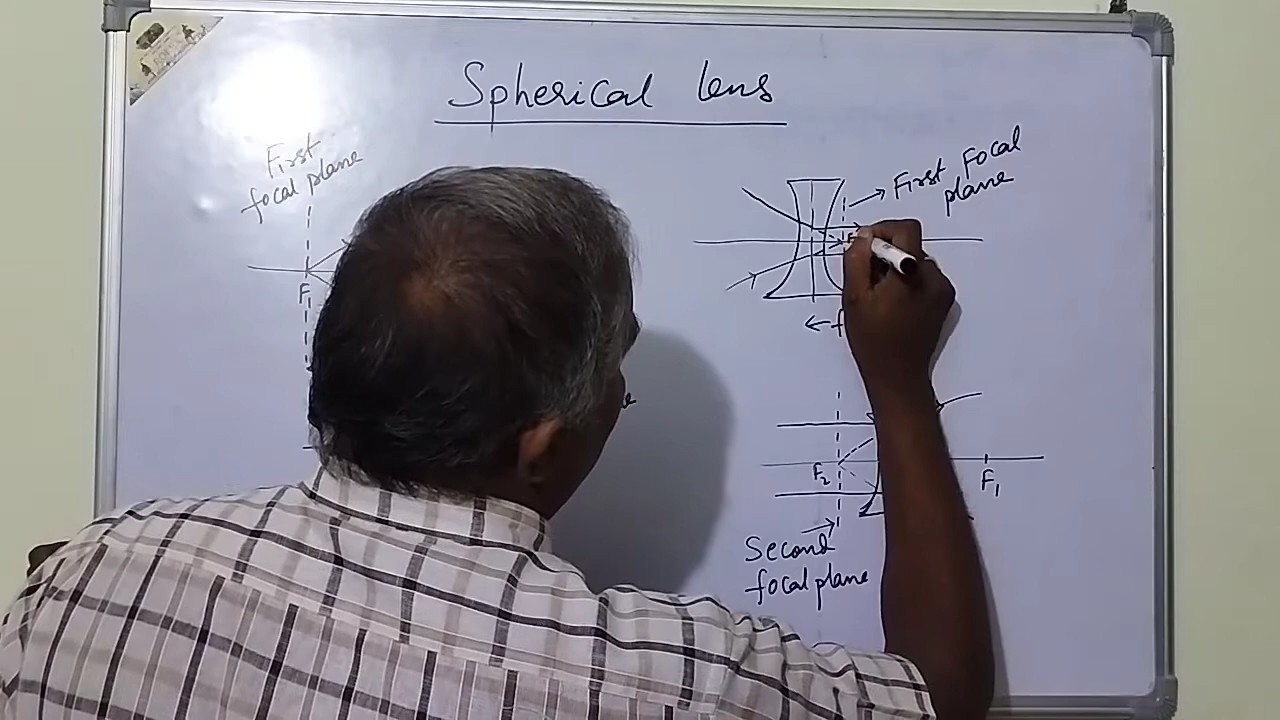 Spherical lens
First
focal plane
F1
First Focal
plane
F
← f
F2
F1
Second
focal plane